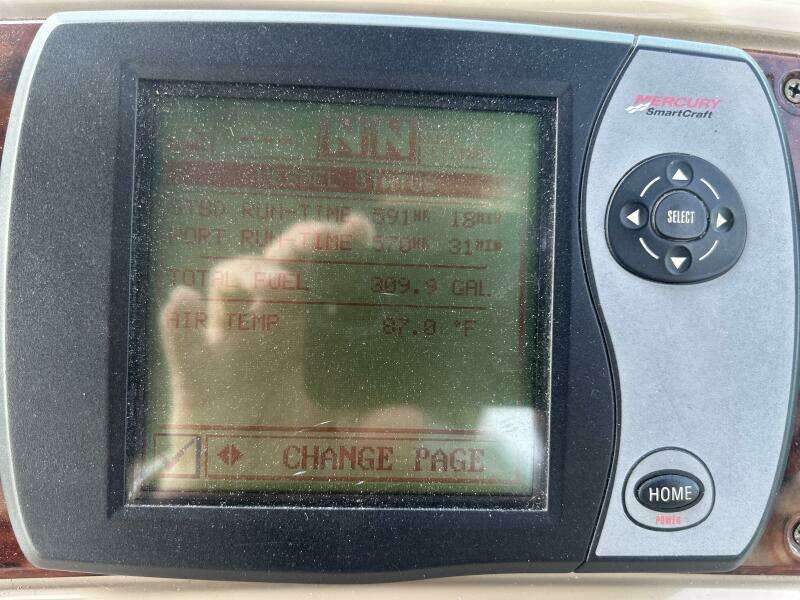 MERCURY
SmartCraft
STATUS
STBD RUN-TIME 591HR 18MIN
PORT RUN-TIME 570HR 31MIN
TOTAL FUEL 309.9 GAL
AIR TEMP 87.0 °F
CHANGE PAGE
SELECT
HOME
POWER